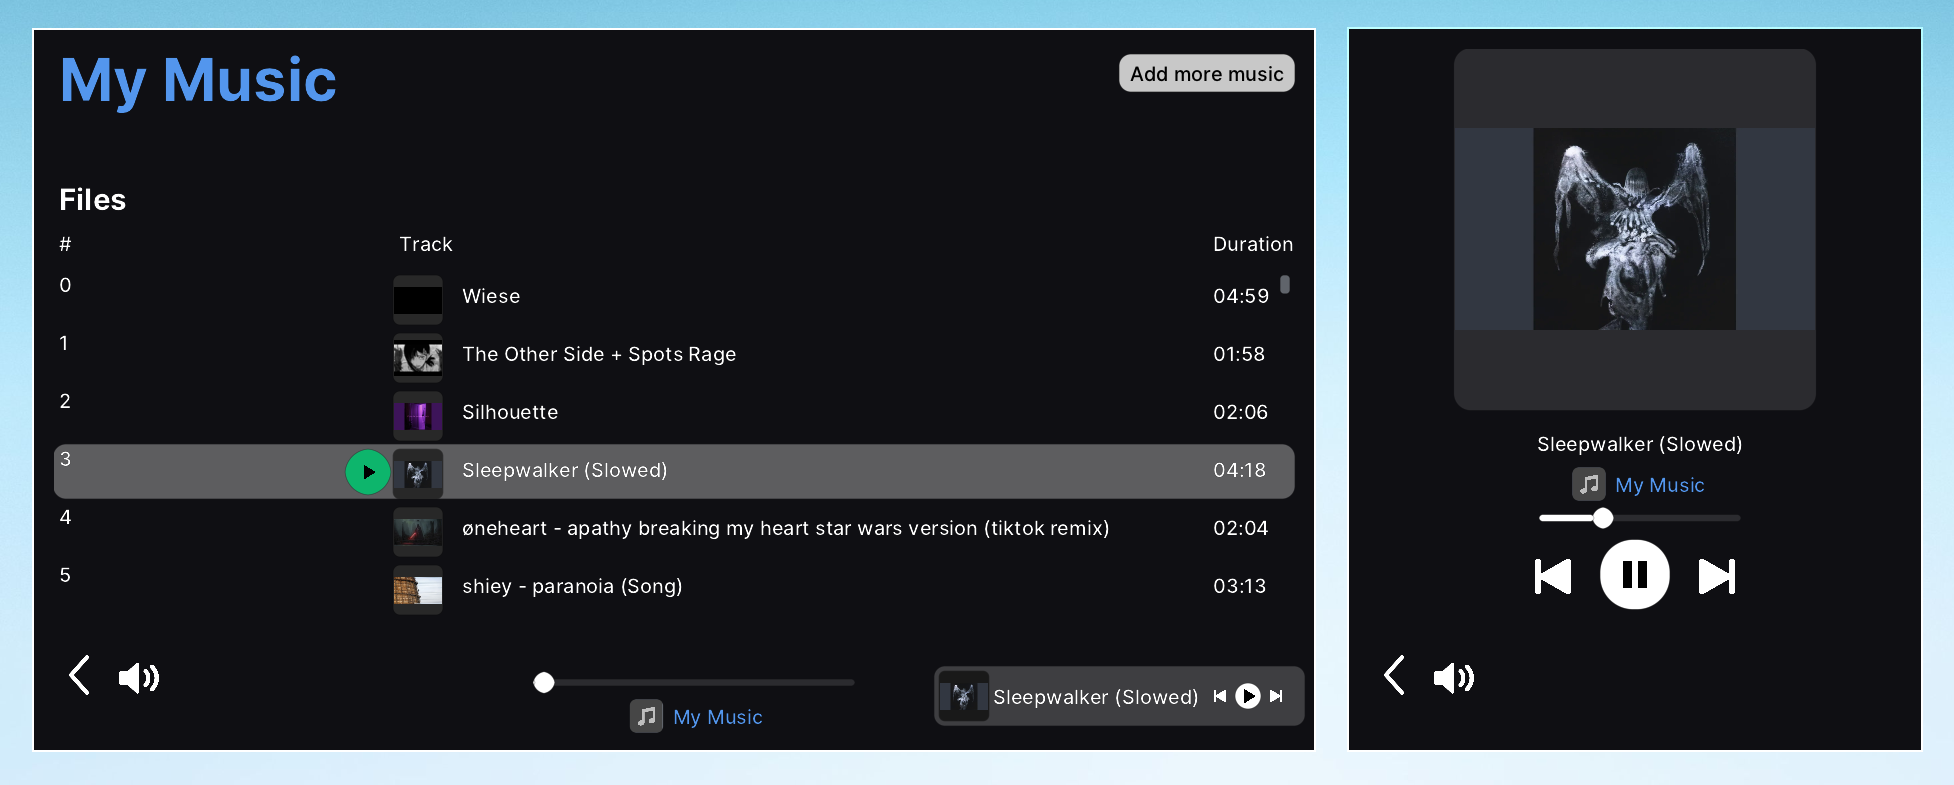 My Music
Add more music
Files
# Track Duration
0 Wiese 04:59
1 The Other Side + Spots Rage 01:58
2 Silhouette 02:06
3 Sleepwalker (Slowed) 04:18
4 øneheart - apathy breaking my heart star wars version (tiktok remix) 02:04
5 shiey - paranoia (Song) 03:13
My Music
Sleepwalker (Slowed)
Sleepwalker (Slowed)
My Music